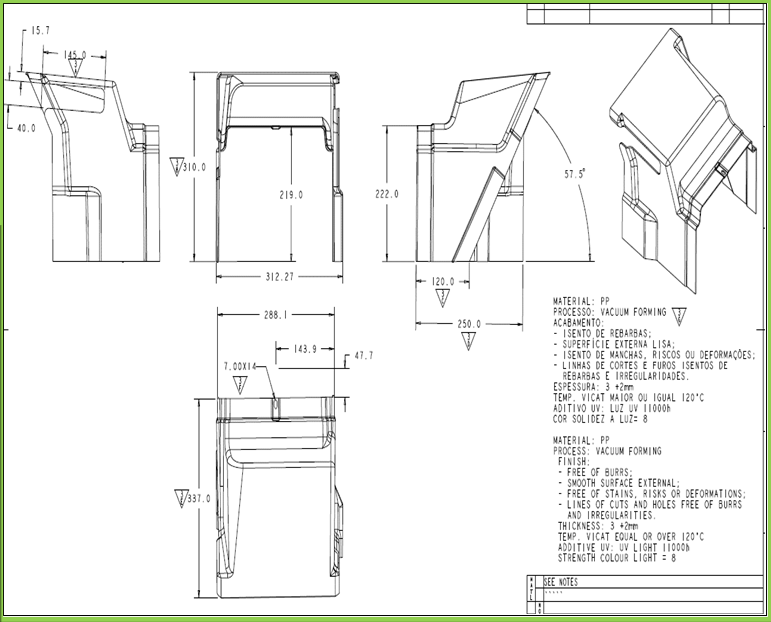 15.7
145.0
40.0
310.0
219.0
312.27
222.0
57.5°
120.0
250.0
288.1
143.9
47.7
7.00X14
337.0
MATERIAL: PP
PROCESSO: VACUUM FORMING
ACABAMENTO:
- ISENTO DE REBARBAS;
- SUPERFÍCIE EXTERNA LISA;
- ISENTO DE MANCHAS, RISCOS OU DEFORMAÇÕES;
- LINHAS DE CORTES E FUROS ISENTOS DE
REBARBAS E IRREGULARIDADES.
ESPESSURA: 3 +2mm
TEMP. VICAT MAIOR OU IGUAL 120°C
ADITIVO UV: LUZ UV 11000h
COR SOLIDEZ A LUZ= 8
MATERIAL: PP
PROCESS: VACUUM FORMING
FINISH:
- FREE OF BURRS;
- SMOOTH SURFACE EXTERNAL;
- FREE OF STAINS, RISKS OR DEFORMATIONS;
- LINES OF CUTS AND HOLES FREE OF BURRS
AND IRREGULARITIES.
THICKNESS: 3 +2mm
TEMP. VICAT EQUAL OR OVER 120°C
ADDITIVE UV: UV LIGHT 11000h
STRENGTH COLOUR LIGHT = 8
SEE NOTES